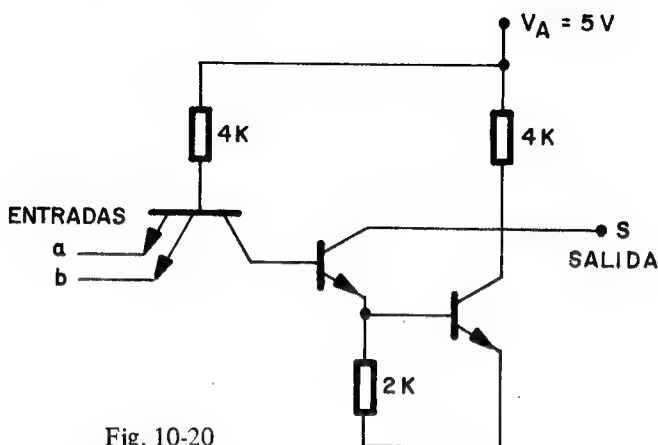 V_A = 5 V
4K
4K
ENTRADAS
a
b
S
SALIDA
2K
Fig. 10-20